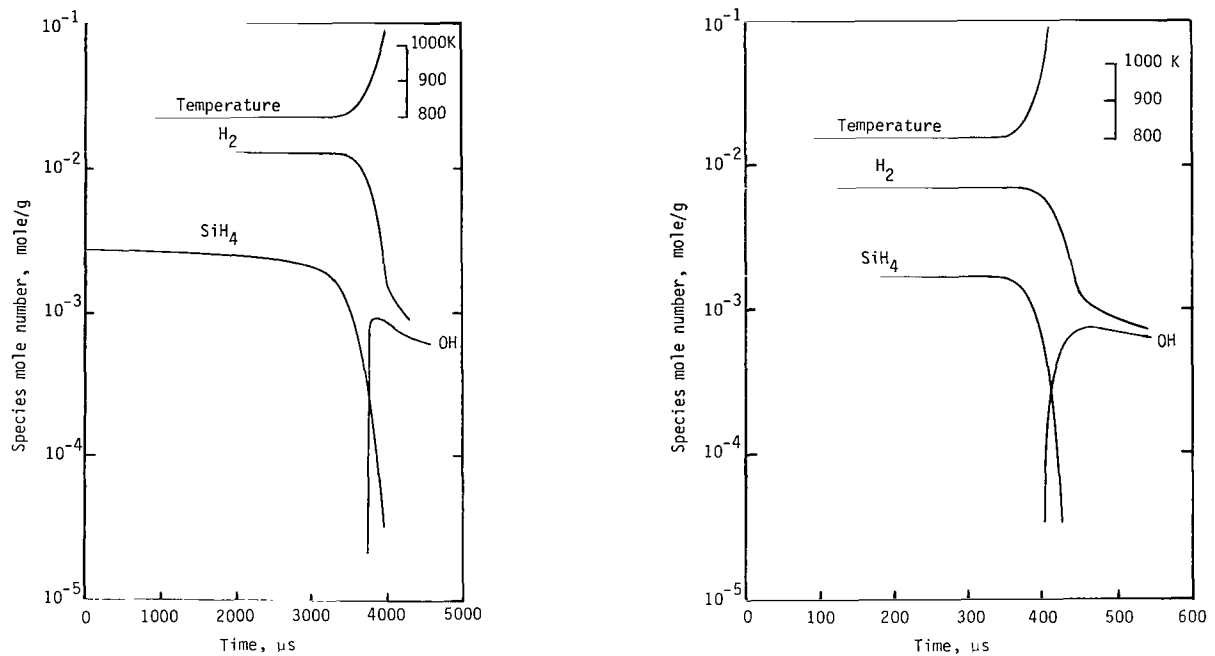 10⁻¹
1000K
900
800
Temperature
H₂
10⁻²
SiH₄
10⁻³
OH
10⁻⁴
10⁻⁵
0 1000 2000 3000 4000 5000
Time, μs
Species mole number, mole/g
10⁻¹
1000 K
900
800
Temperature
10⁻²
H₂
SiH₄
10⁻³
OH
10⁻⁴
10⁻⁵
0 100 200 300 400 500 600
Time, μs
Species mole number, mole/g